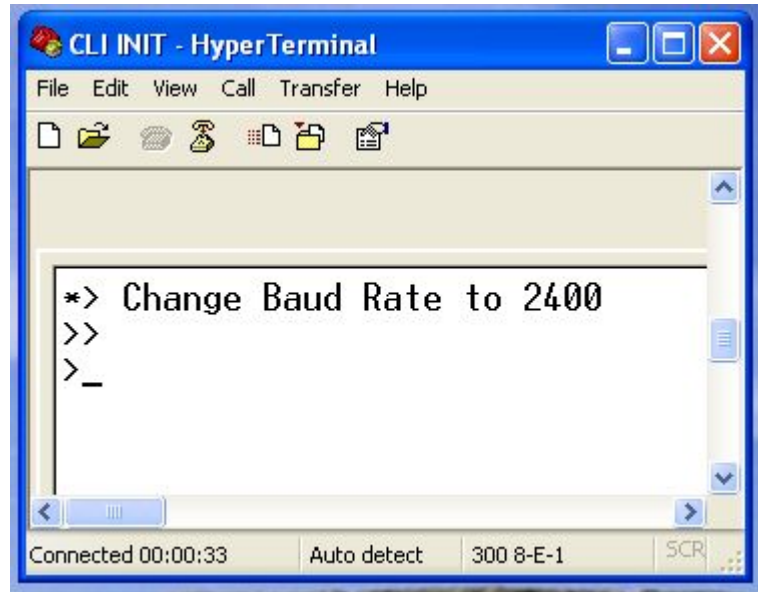 CLI INIT - HyperTerminal
File Edit View Call Transfer Help
*> Change Baud Rate to 2400
>>
>_
Connected 00:00:33 Auto detect 300 8-E-1 SCR